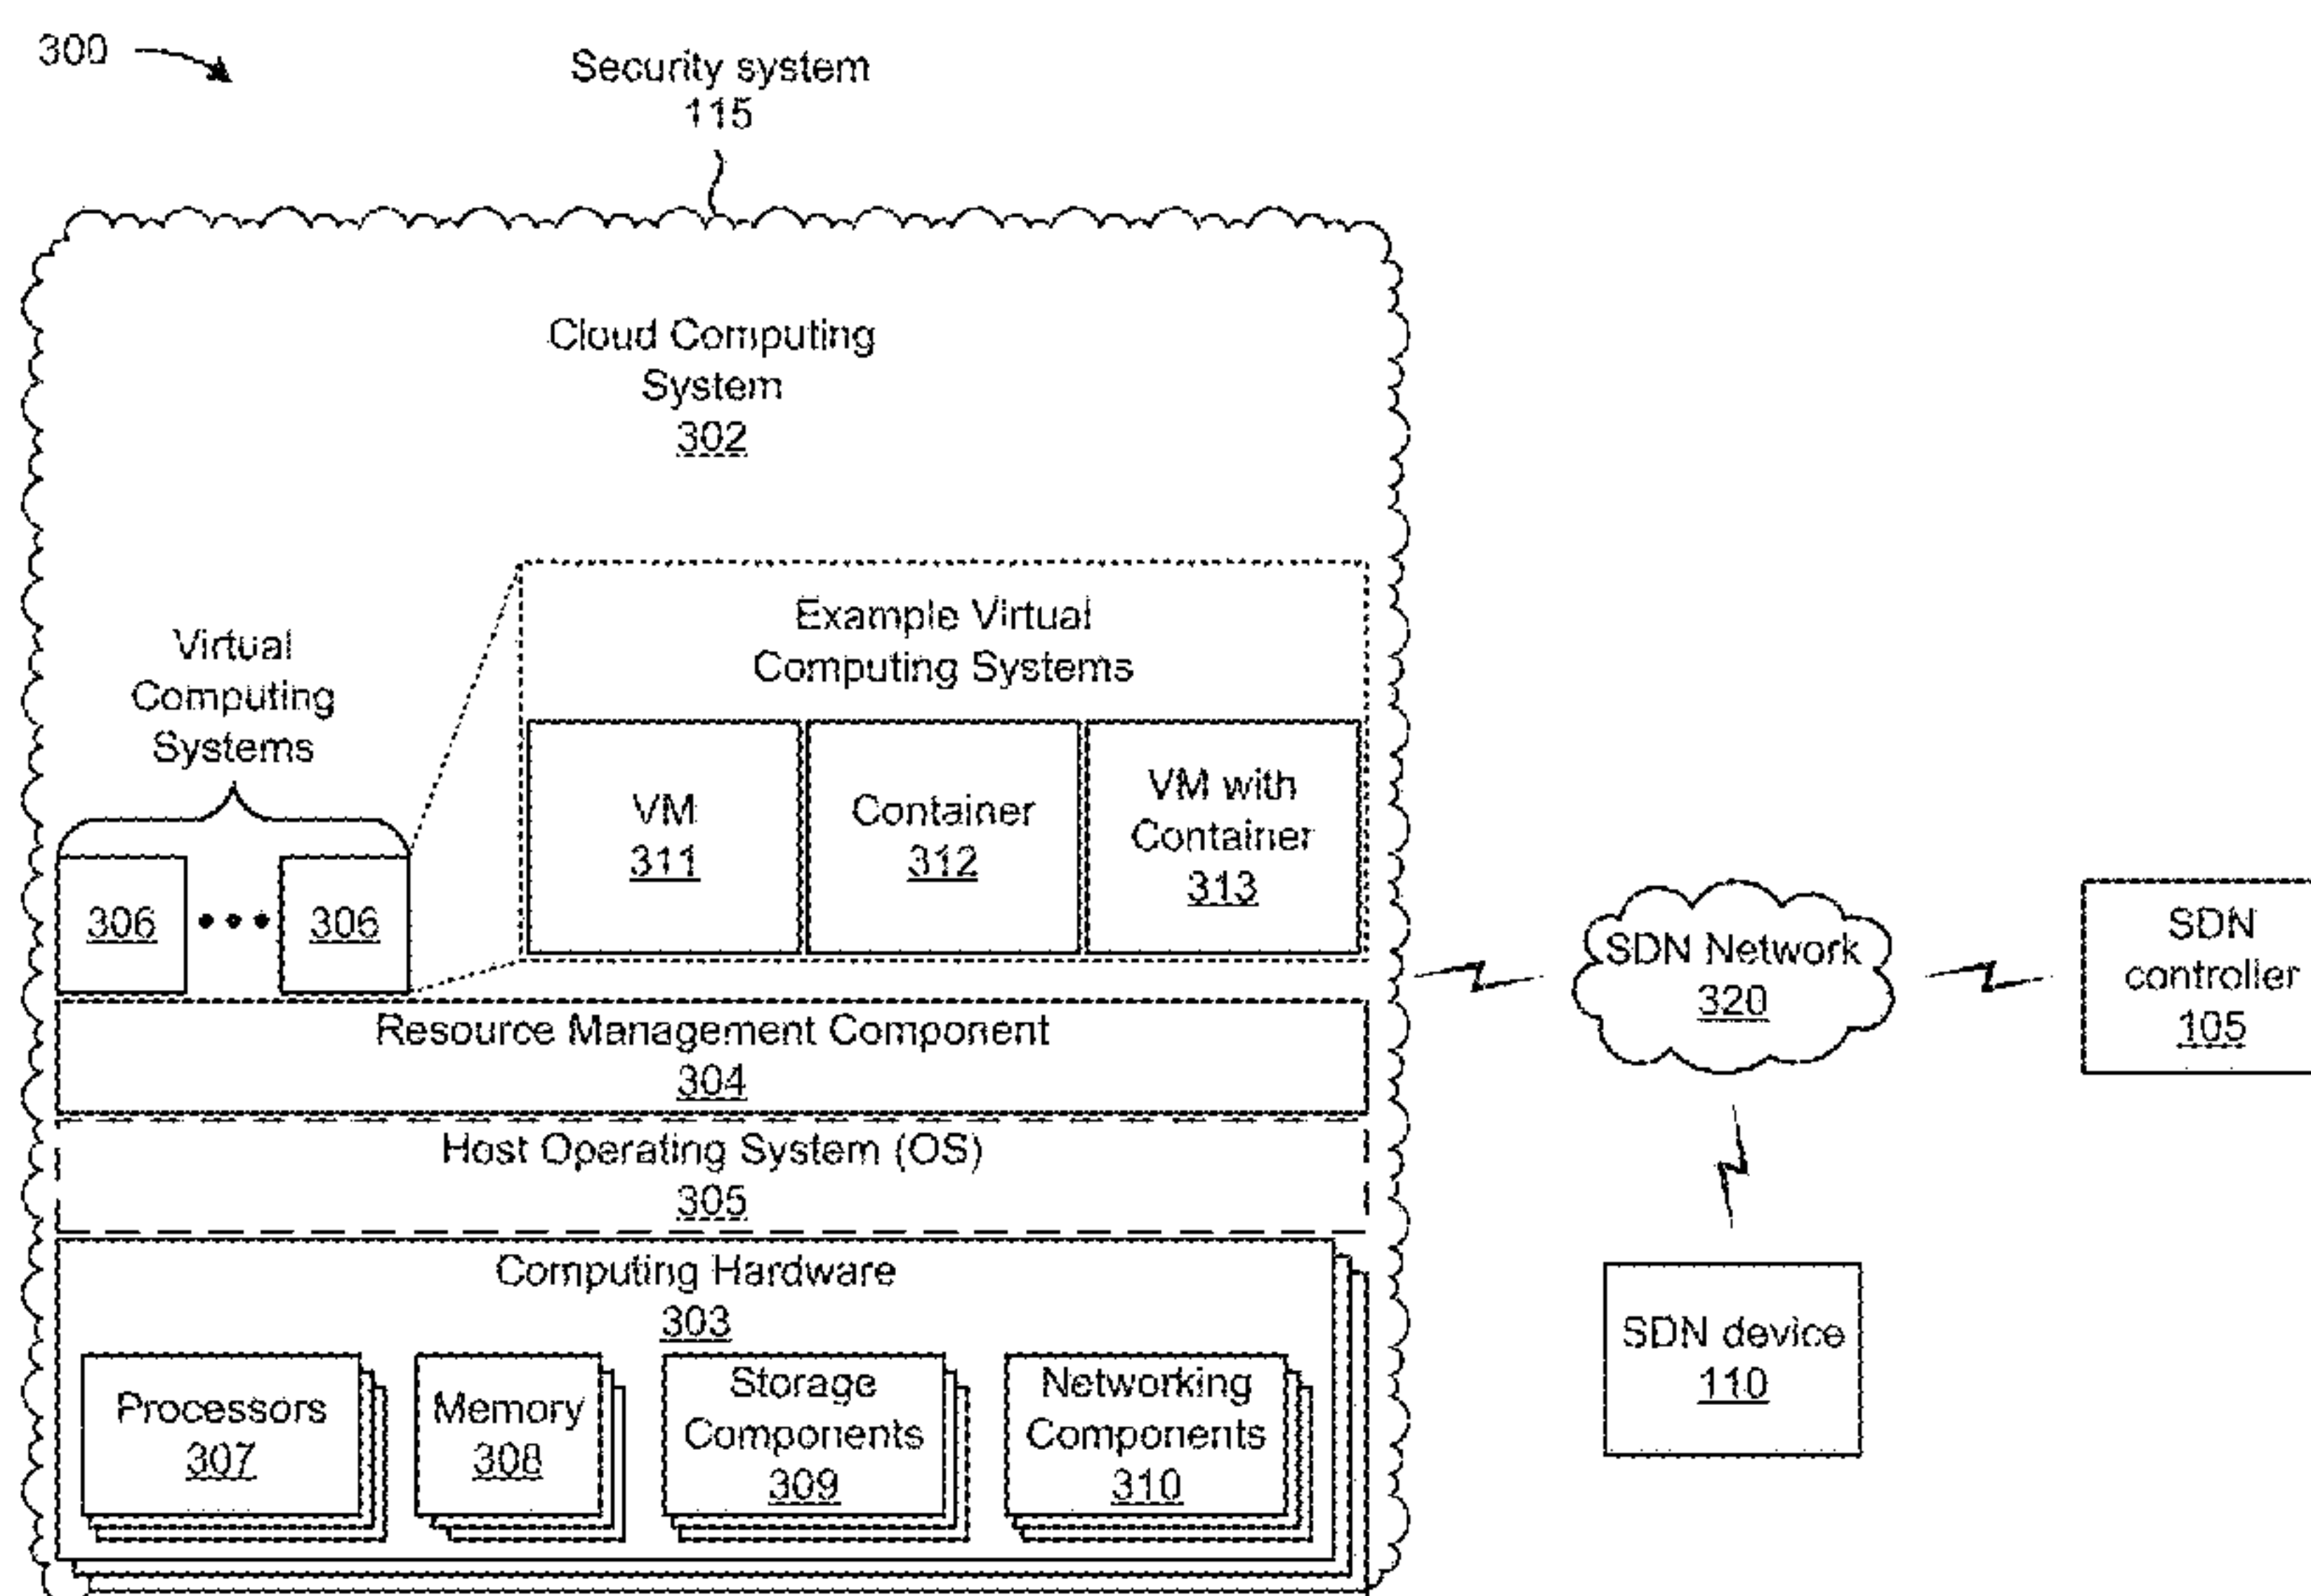 300
Security system
115
Cloud Computing
System
302
Virtual
Computing
Systems
306
306
Example Virtual
Computing Systems
VM
311
Container
312
VM with
Container
313
Resource Management Component
304
Host Operating System (OS)
305
Computing Hardware
303
Processors
307
Memory
308
Storage
Components
309
Networking
Components
310
SDN Network
320
SDN
controller
105
SDN device
110